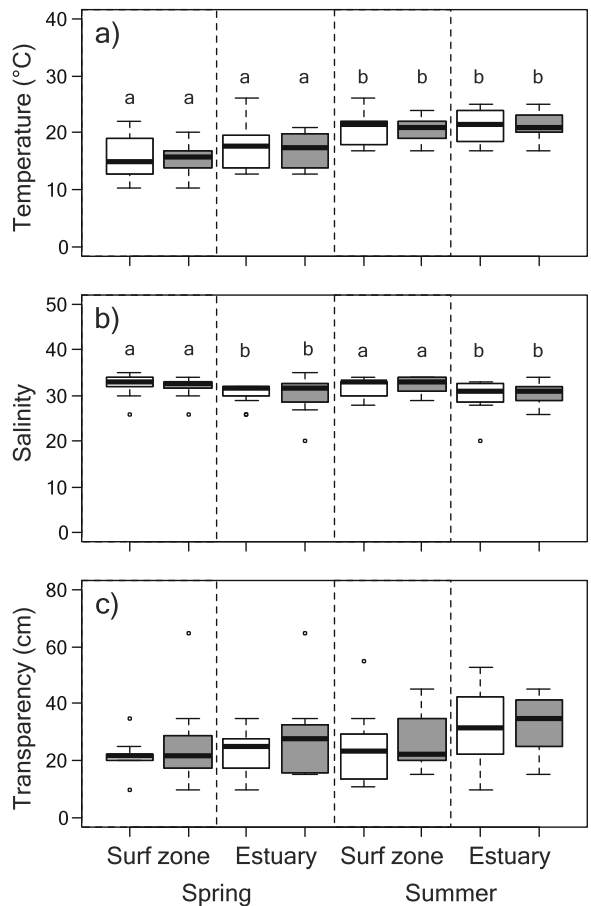 a)
Temperature (°C)
40
30
20
10
0
a a a a b b b b
b)
Salinity
50
40
30
20
10
0
a a b b a a b b
c)
Transparency (cm)
80
60
40
20
0
Surf zone Estuary Surf zone Estuary
Spring Summer